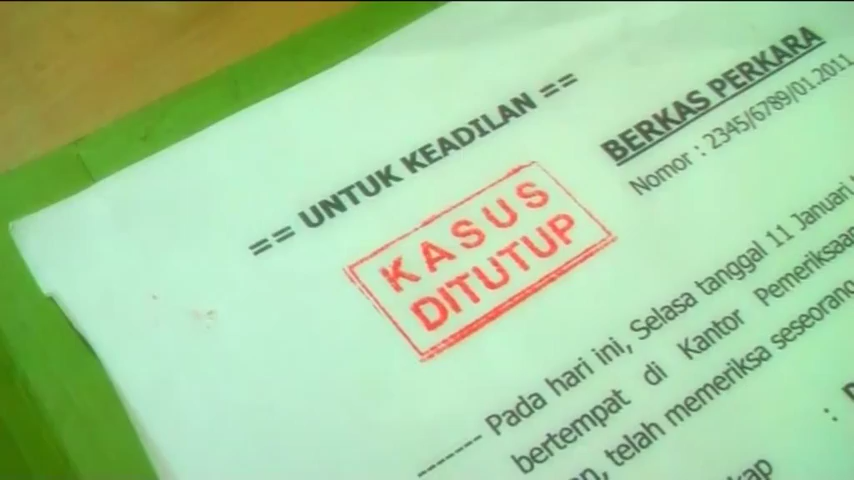 == UNTUK KEADILAN ==
BERKAS PERKARA
Nomor : 2345/6789/01.2011
KASUS
DITUTUP
------ Pada hari ini, Selasa tanggal 11 Januari
bertempat di Kantor Pemeriksaan
telah memeriksa seseorang
: